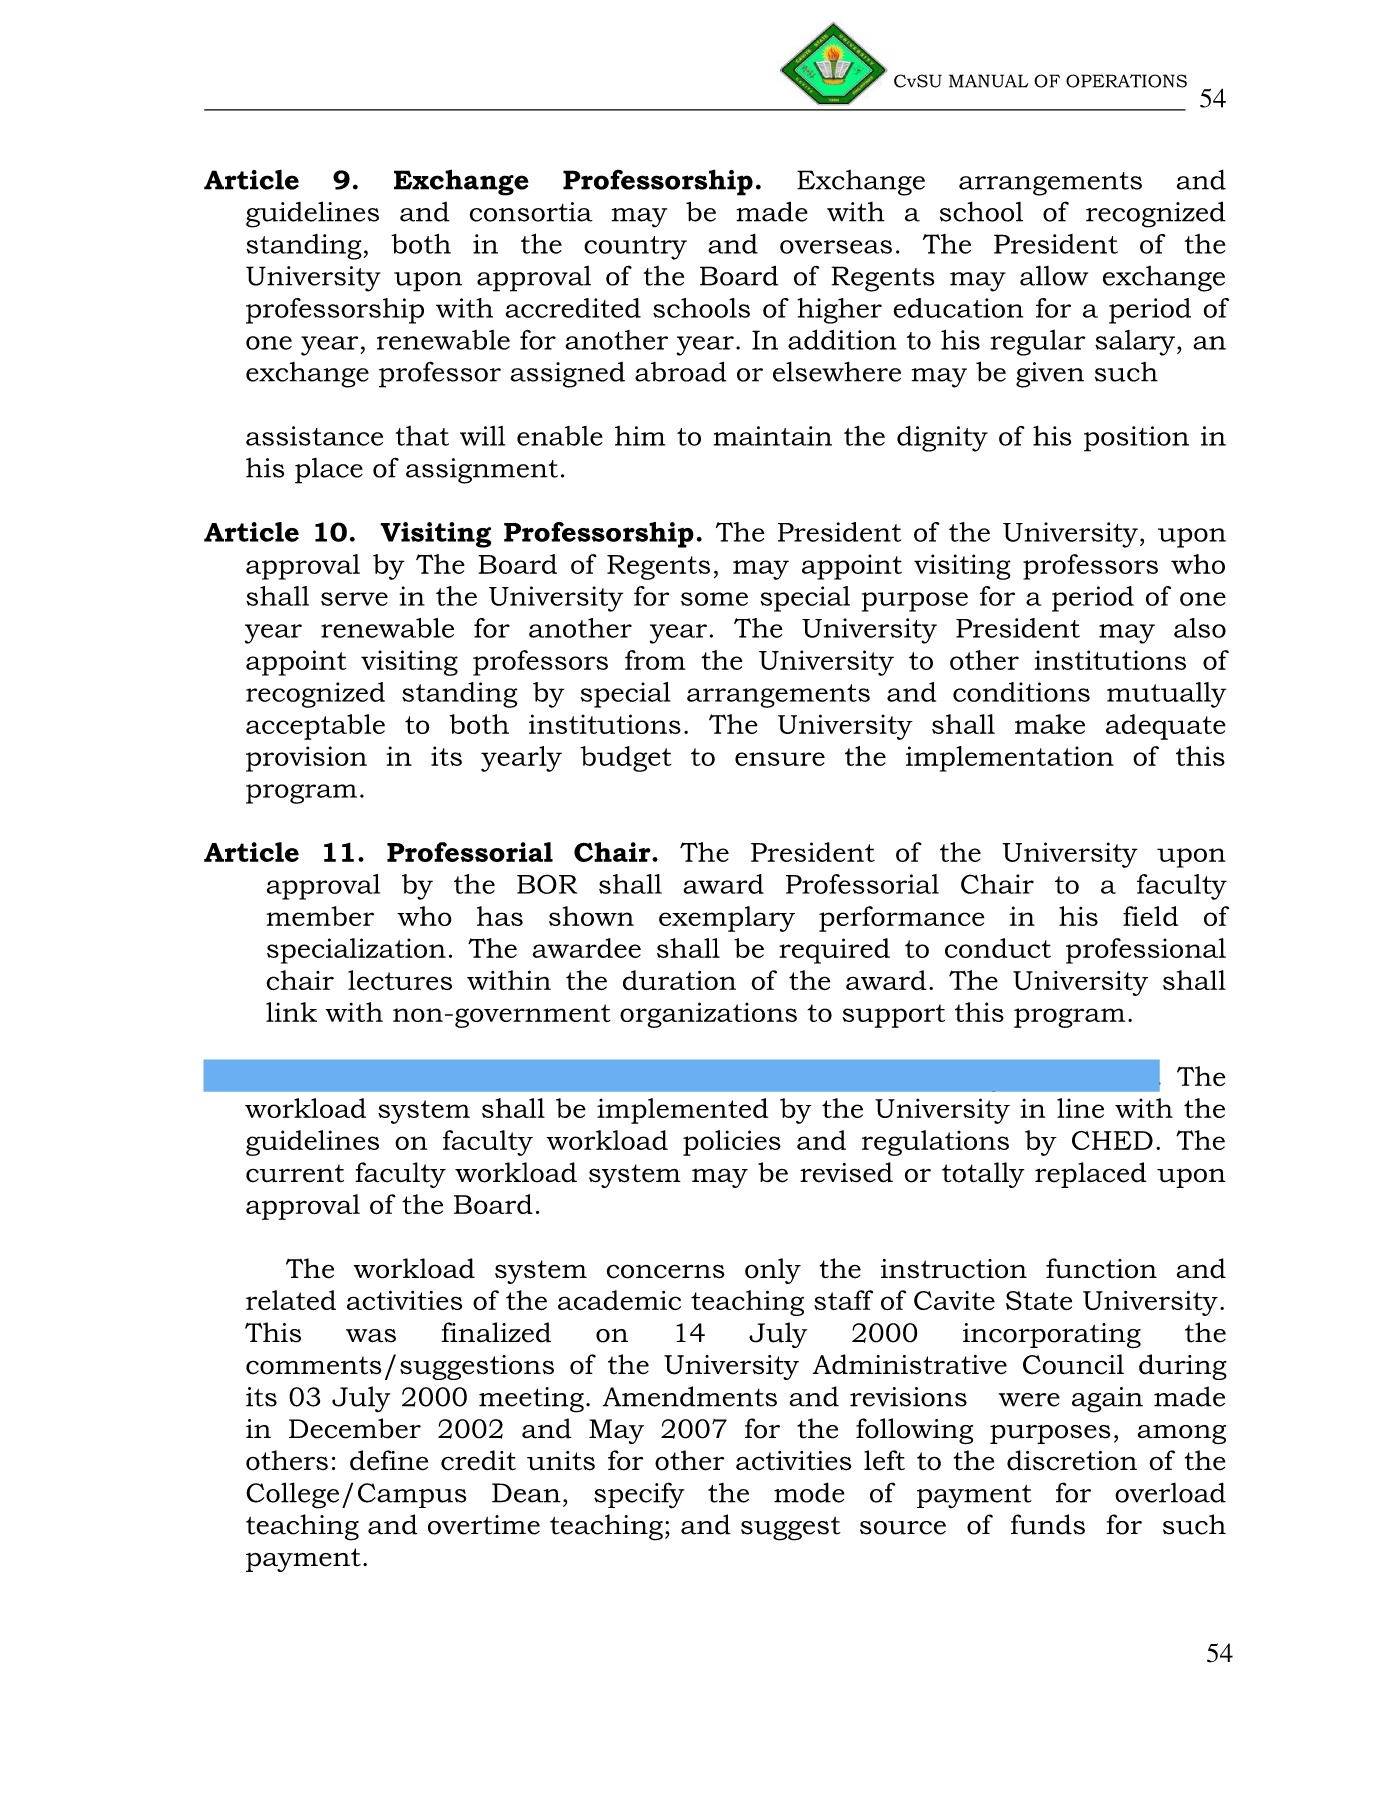 CvSU MANUAL OF OPERATIONS 54
Article 9. Exchange Professorship. Exchange arrangements and
guidelines and consortia may be made with a school of recognized
standing, both in the country and overseas. The President of the
University upon approval of the Board of Regents may allow exchange
professorship with accredited schools of higher education for a period of
one year, renewable for another year. In addition to his regular salary, an
exchange professor assigned abroad or elsewhere may be given such
assistance that will enable him to maintain the dignity of his position in
his place of assignment.
Article 10. Visiting Professorship. The President of the University, upon
approval by The Board of Regents, may appoint visiting professors who
shall serve in the University for some special purpose for a period of one
year renewable for another year. The University President may also
appoint visiting professors from the University to other institutions of
recognized standing by special arrangements and conditions mutually
acceptable to both institutions. The University shall make adequate
provision in its yearly budget to ensure the implementation of this
program.
Article 11. Professorial Chair. The President of the University upon
approval by the BOR shall award Professorial Chair to a faculty
member who has shown exemplary performance in his field of
specialization. The awardee shall be required to conduct professional
chair lectures within the duration of the award. The University shall
link with non-government organizations to support this program.
The
workload system shall be implemented by the University in line with the
guidelines on faculty workload policies and regulations by CHED. The
current faculty workload system may be revised or totally replaced upon
approval of the Board.
The workload system concerns only the instruction function and
related activities of the academic teaching staff of Cavite State University.
This was finalized on 14 July 2000 incorporating the
comments/suggestions of the University Administrative Council during
its 03 July 2000 meeting. Amendments and revisions were again made
in December 2002 and May 2007 for the following purposes, among
others: define credit units for other activities left to the discretion of the
College/Campus Dean, specify the mode of payment for overload
teaching and overtime teaching; and suggest source of funds for such
payment.
54